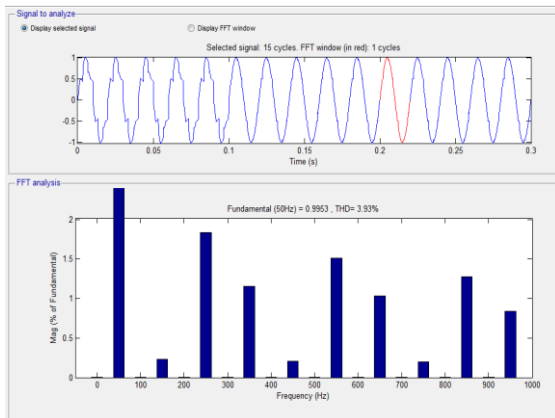 Signal to analyze
Display selected signal
Display FFT window
Selected signal: 15 cycles. FFT window (in red): 1 cycles
1
0.5
0
-0.5
-1
0 0.05 0.1 0.15 0.2 0.25 0.3
Time (s)
FFT analysis
Fundamental (50Hz) = 0.9953 , THD= 3.93%
2
1.5
1
0.5
0
Mag (% of Fundamental)
0 100 200 300 400 500 600 700 800 900 1000
Frequency (Hz)